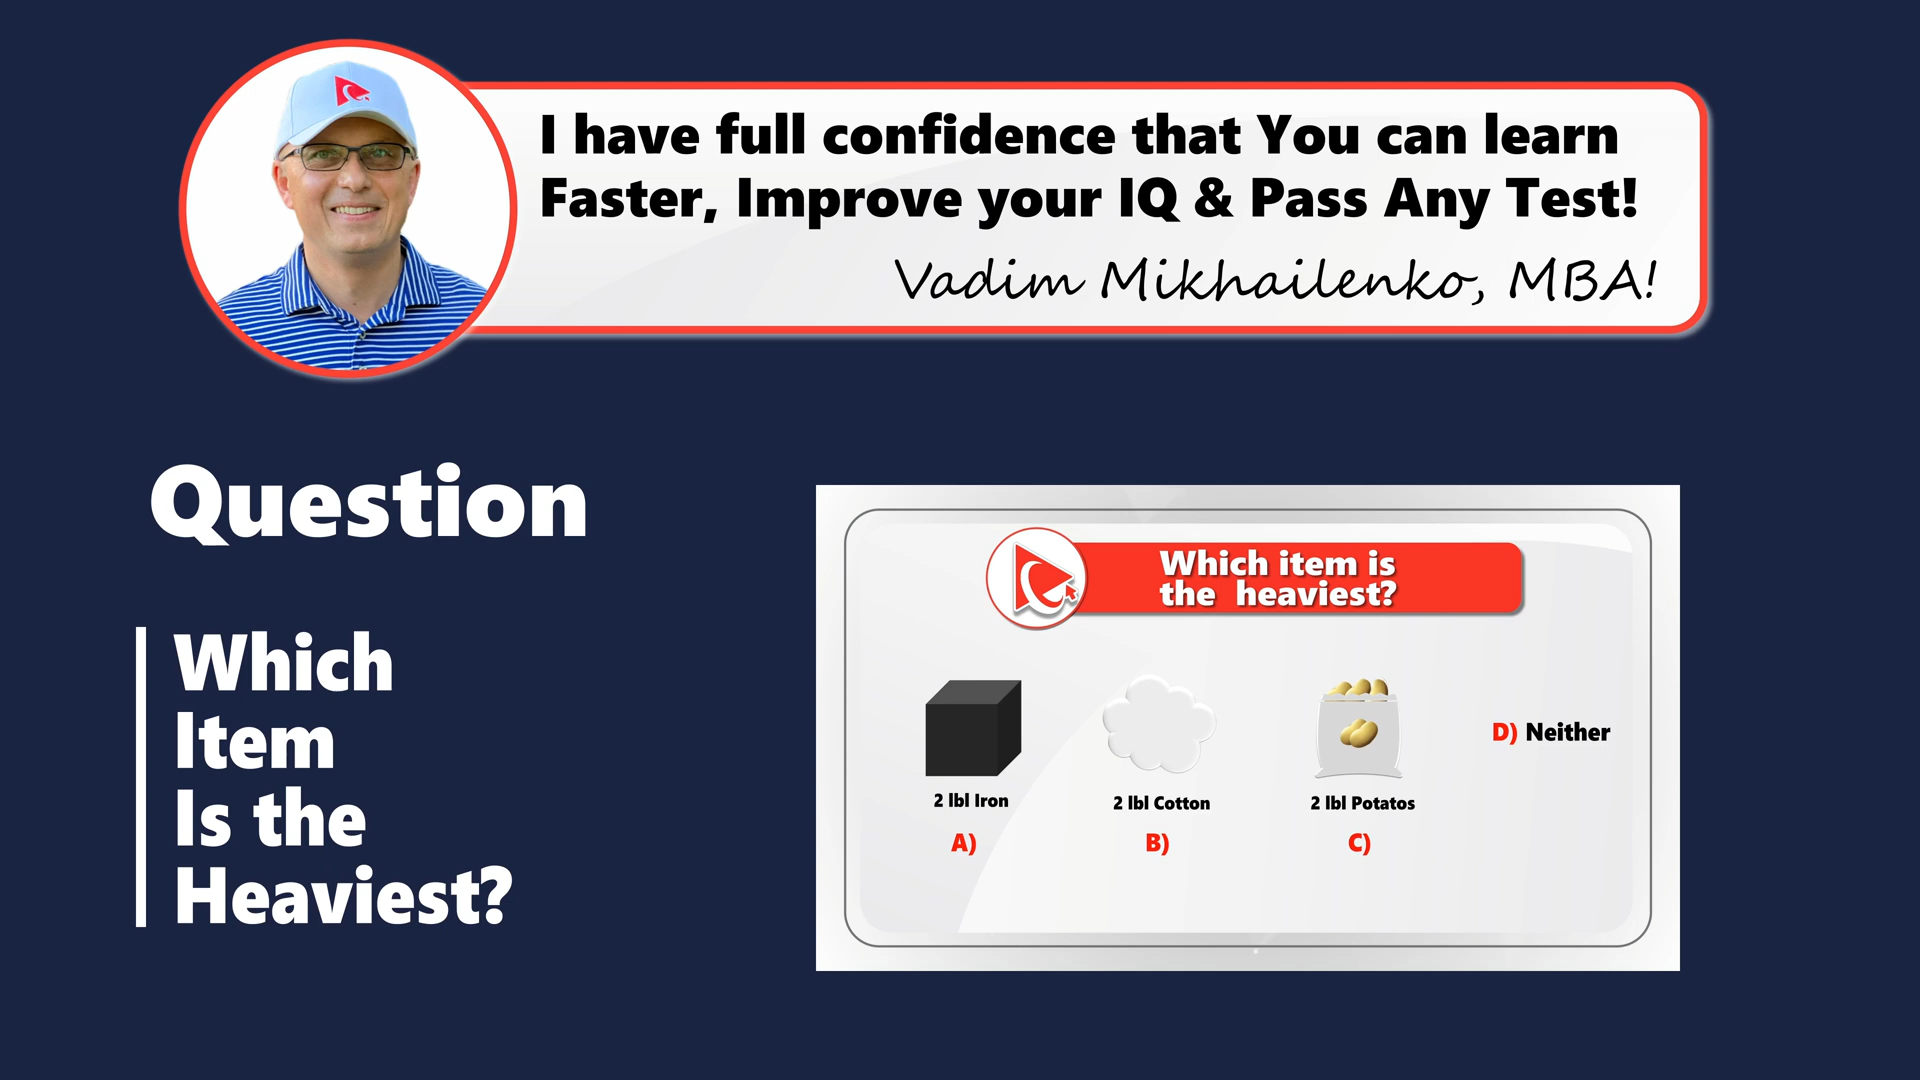 I have full confidence that You can learn
Faster, Improve your IQ & Pass Any Test!
Vadim Mikhailenko, MBA!
Question
Which
Item
Is the
Heaviest?
Which item is
the heaviest?
2 lbl Iron
A)
2 lbl Cotton
B)
2 lbl Potatos
C)
D) Neither